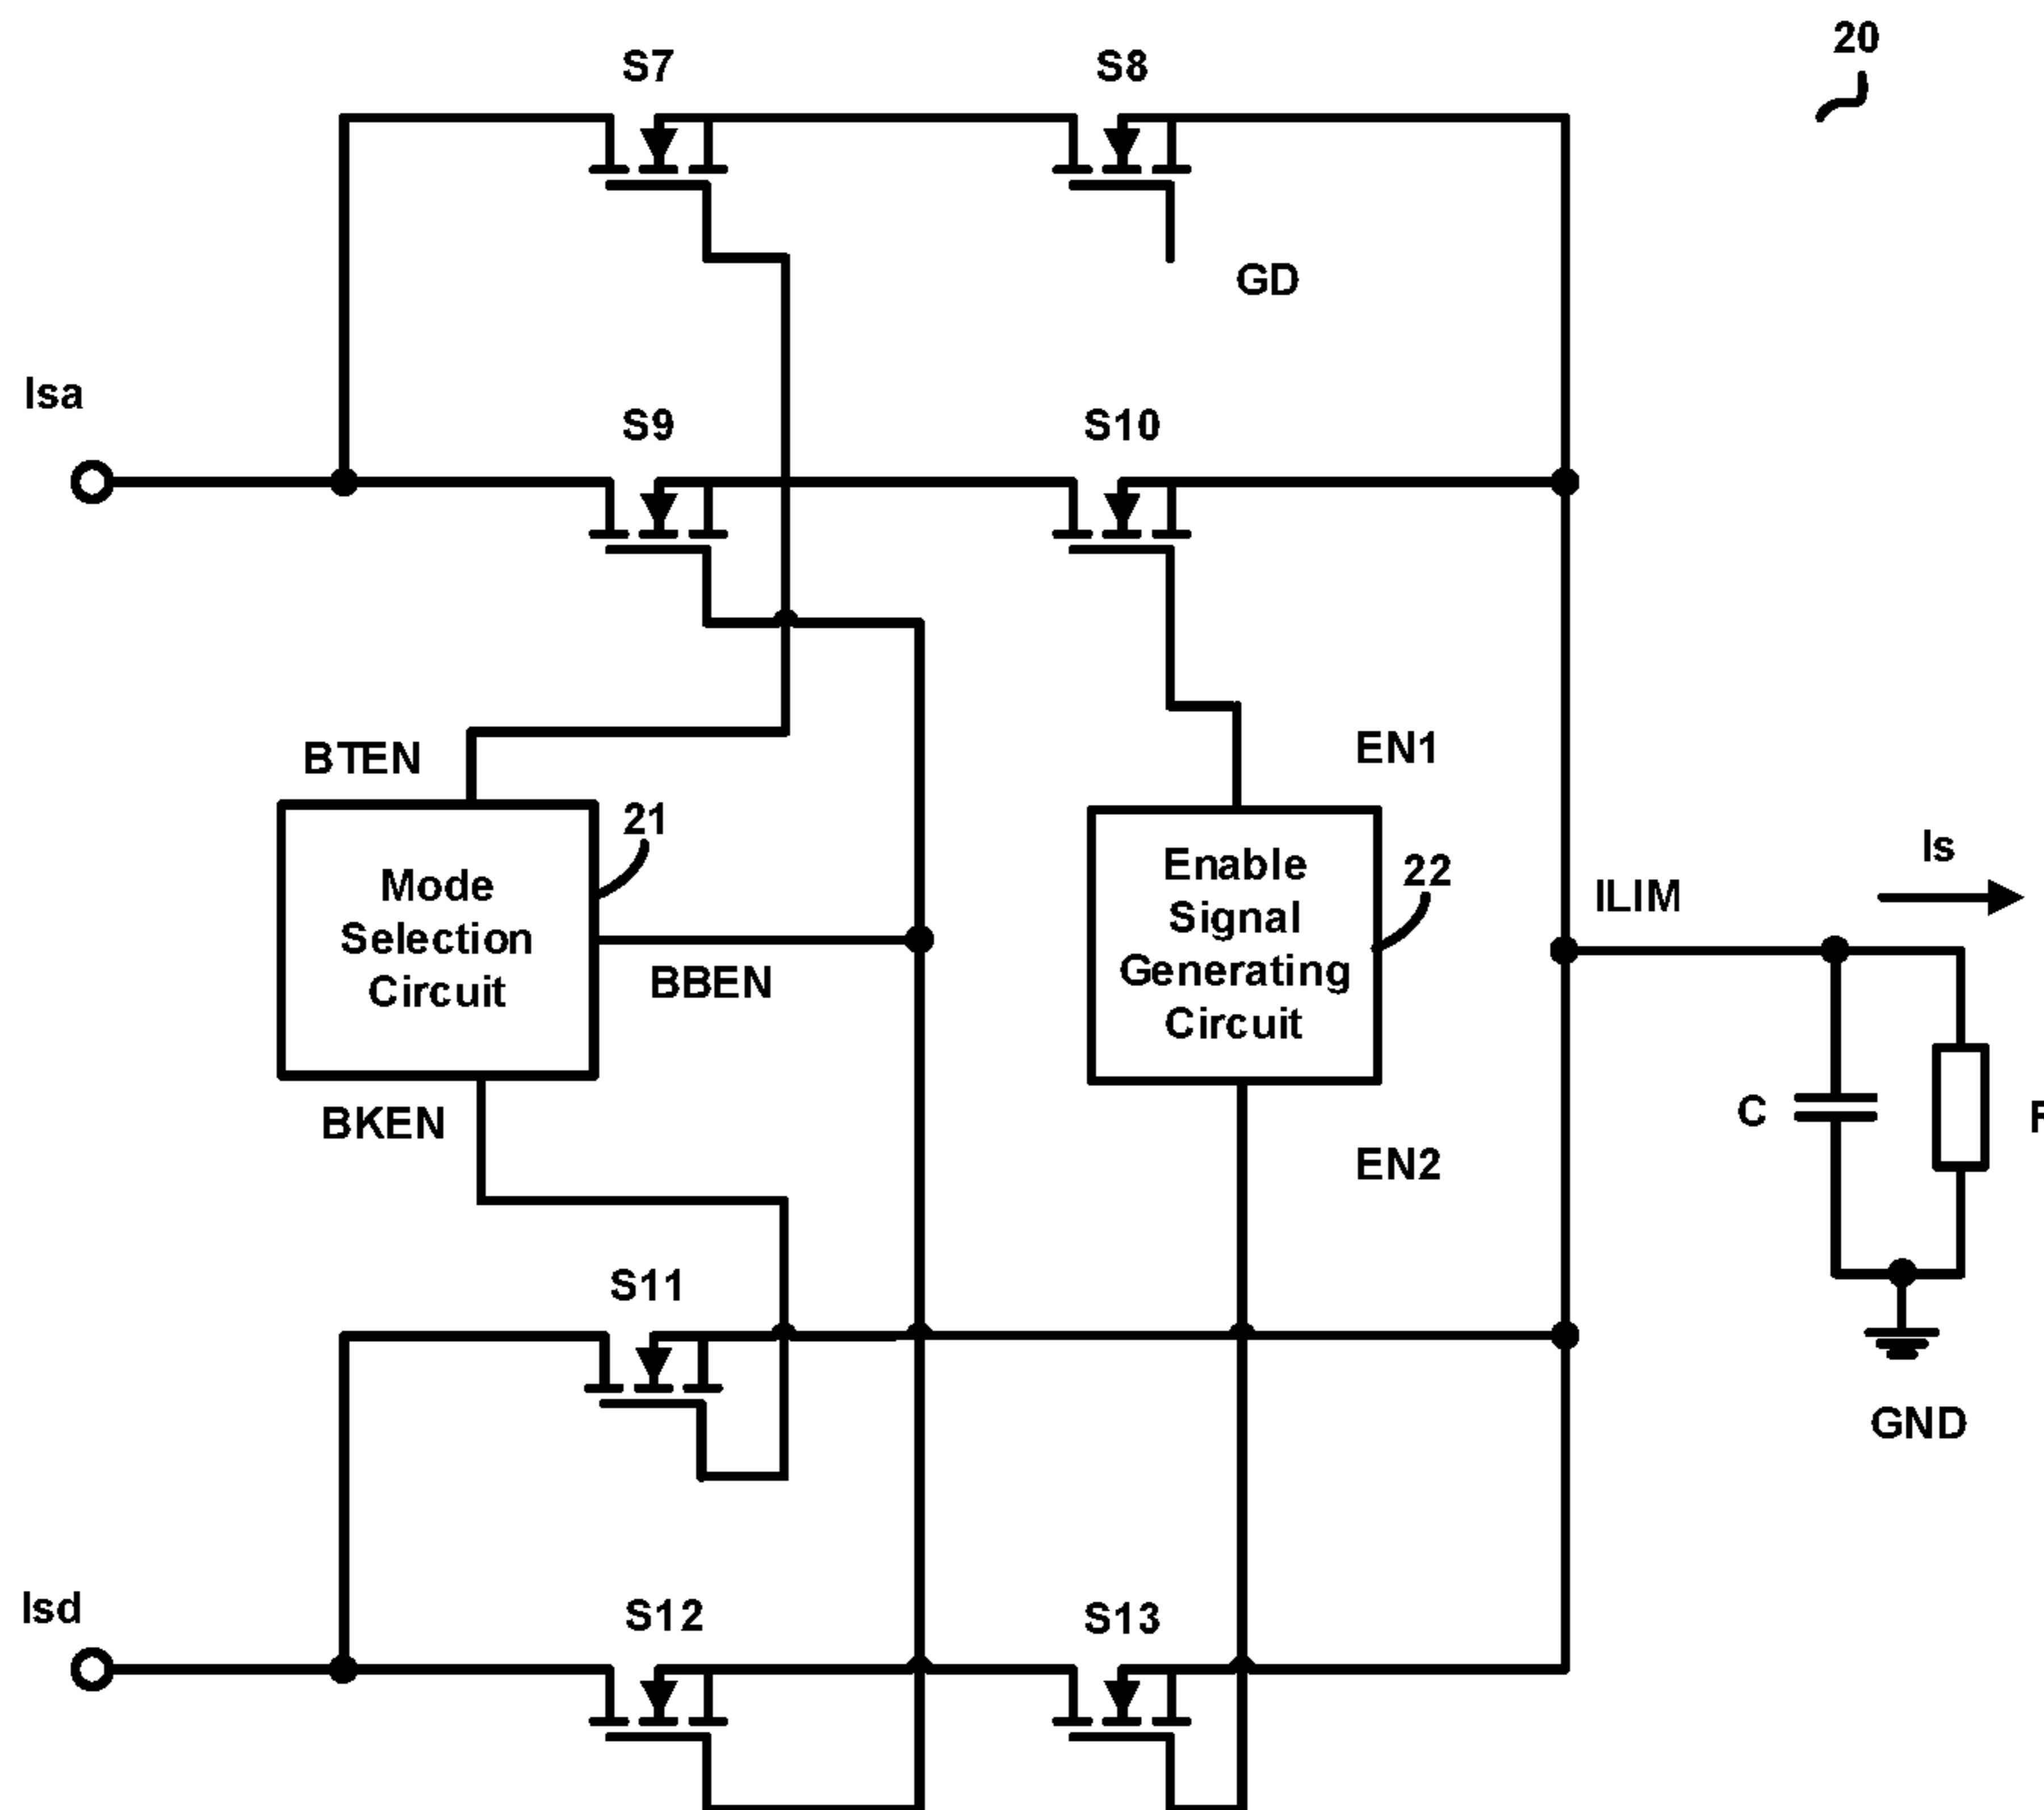 20
S7
S8
GD
Isa
S9
S10
BTEN
EN1
21
Mode
Selection
Circuit
Enable
Signal
Generating
Circuit
22
Is
ILIM
BBEN
BKEN
C
EN2
S11
GND
Isd
S12
S13